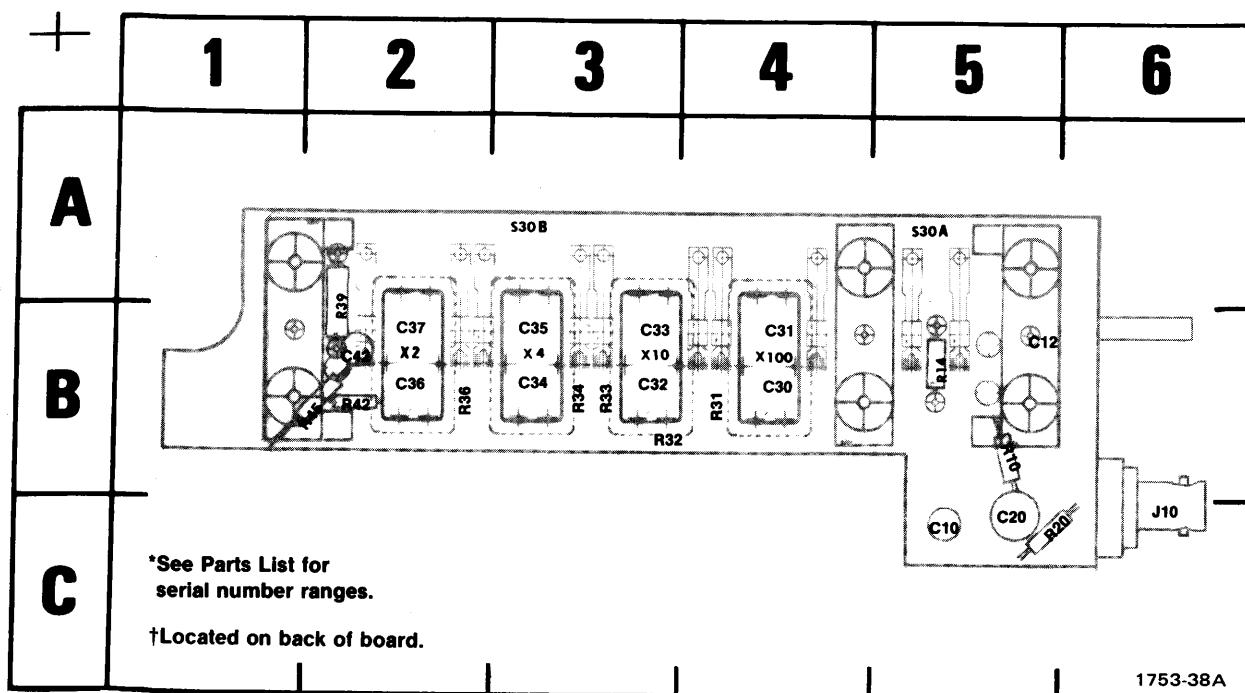 1 2 3 4 5 6
A
S30B S30A
R39
B
C37 C35 C33 C31 C12
C42 X2 X4 X10 X100
R14
C36 C34 C32 C30
R42 R36 R34 R33 R31
R45
R32
R10
C
C10 C20 R20 J10
*See Parts List for
serial number ranges.
†Located on back of board.
1753-38A